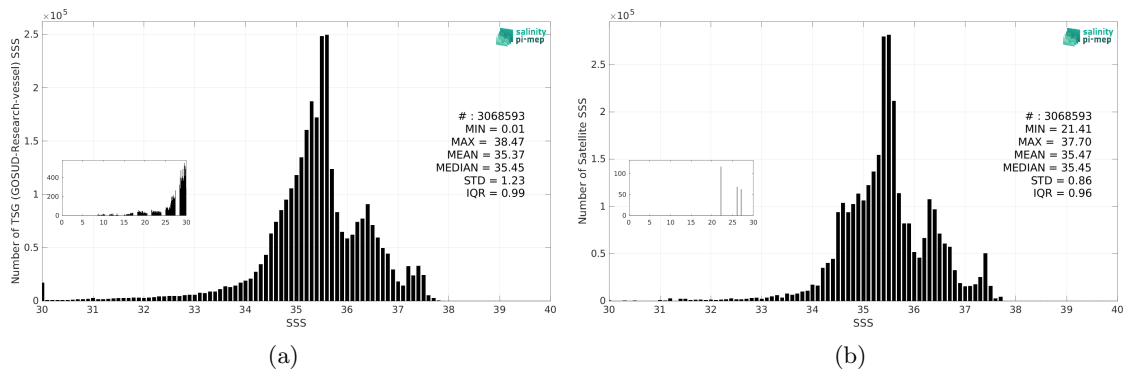 ×10^5
Number of TSG (GOSUD-Research-vessel) SSS
2.5
2
1.5
1
0.5
0
30 31 32 33 34 35 36 37 38 39 40
SSS
salinity
pi-mep
# : 3068593
MIN = 0.01
MAX = 38.47
MEAN = 35.37
MEDIAN = 35.45
STD = 1.23
IQR = 0.99
400
200
0
0 5 10 15 20 25 30
(a)
×10^5
Number of Satellite SSS
2.5
2
1.5
1
0.5
0
30 31 32 33 34 35 36 37 38 39 40
SSS
salinity
pi-mep
# : 3068593
MIN = 21.41
MAX = 37.70
MEAN = 35.47
MEDIAN = 35.45
STD = 0.86
IQR = 0.96
100
50
0
0 5 10 15 20 25 30
(b)